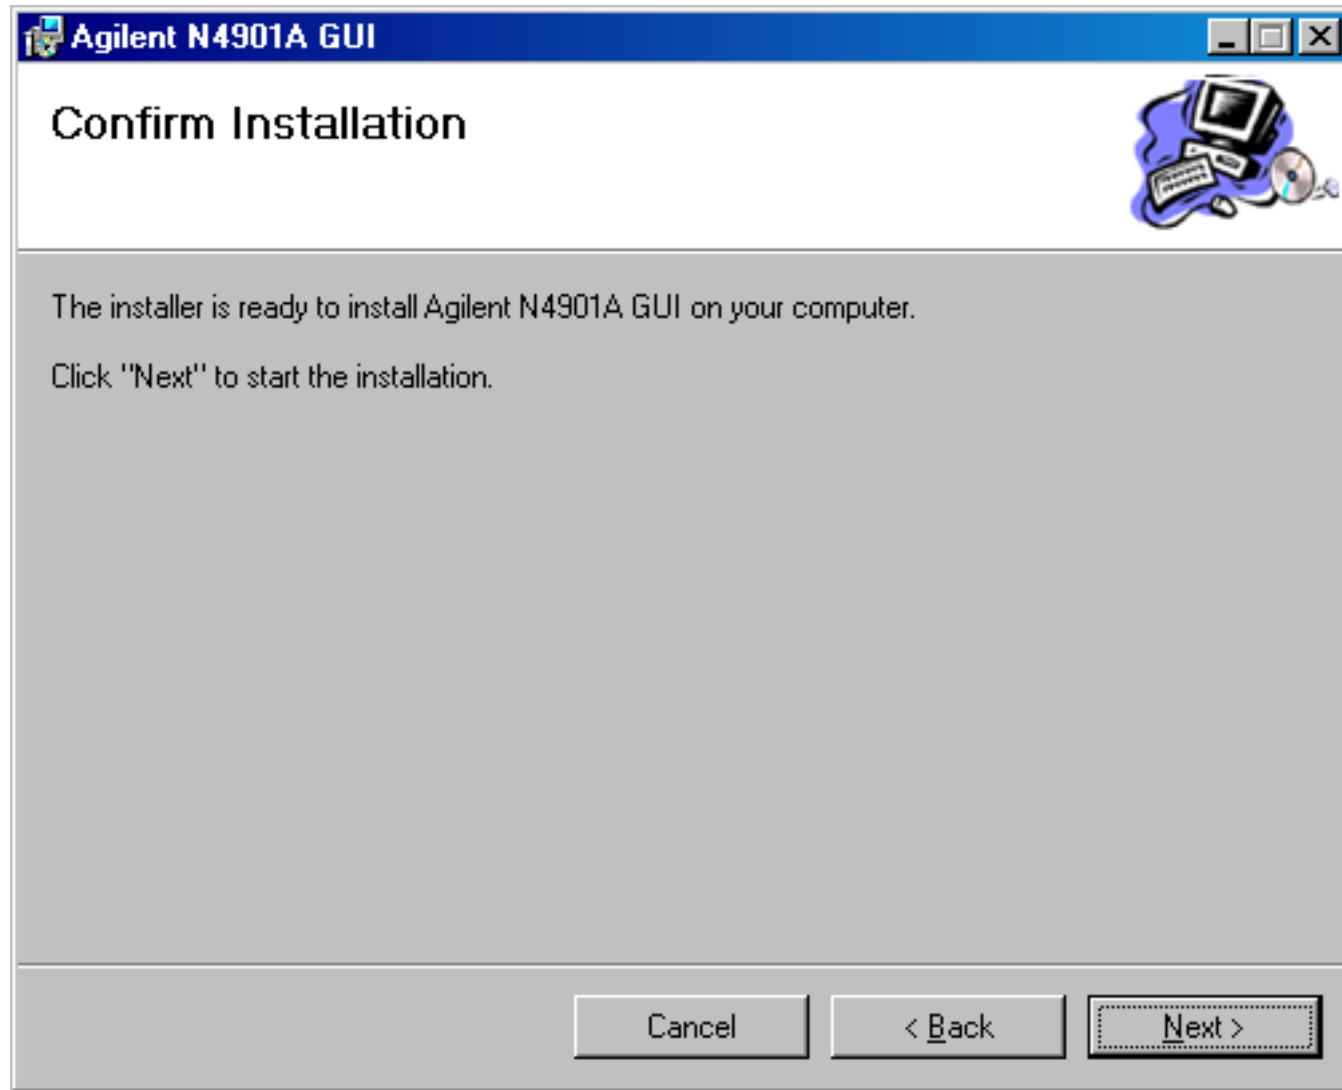 Agilent N4901A GUI
Confirm Installation
The installer is ready to install Agilent N4901A GUI on your computer.
Click "Next" to start the installation.
Cancel
< Back
Next >